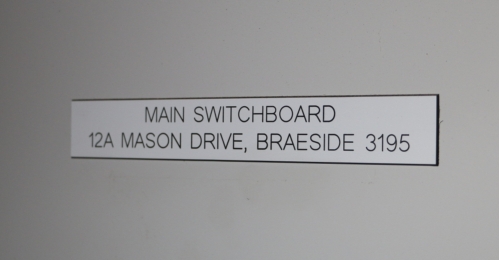 MAIN SWITCHBOARD
12A MASON DRIVE, BRAESIDE 3195